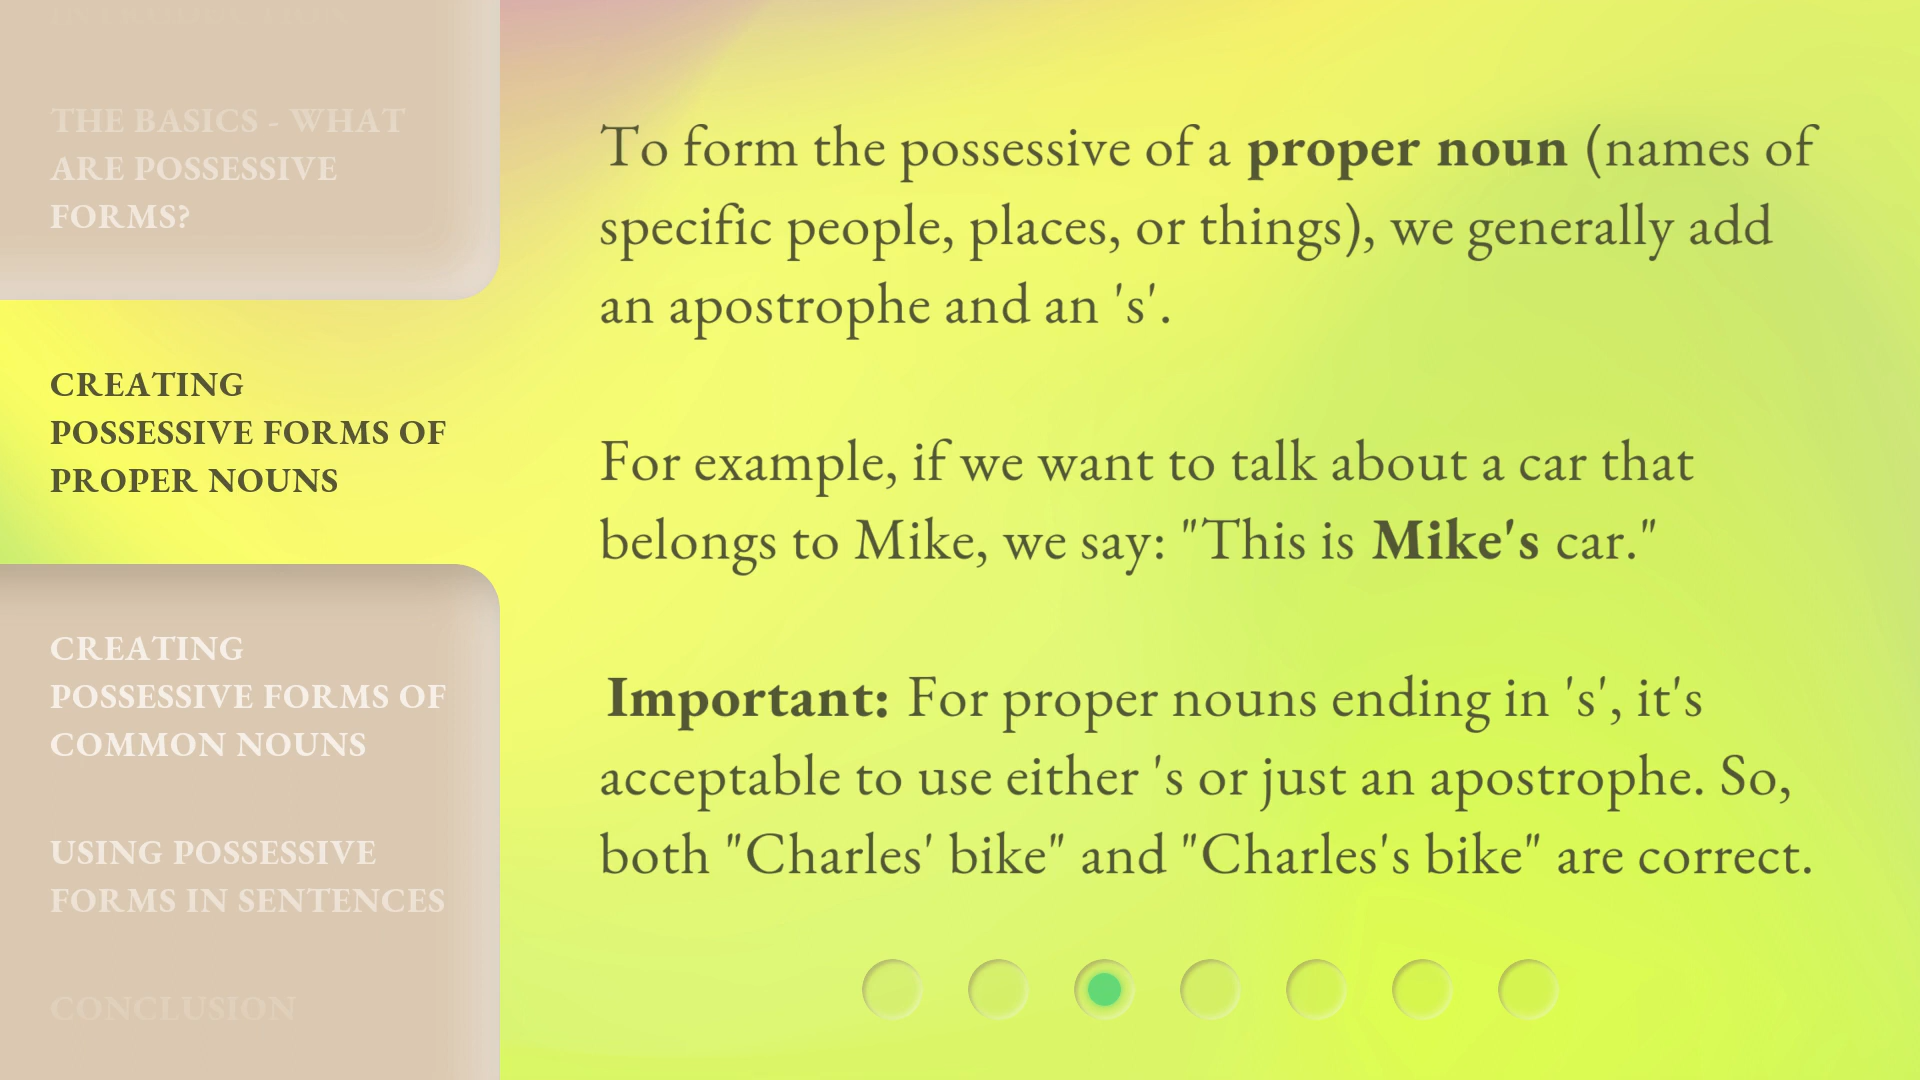 INTRODUCTION
THE BASICS - WHAT
ARE POSSESSIVE
FORMS?
CREATING
POSSESSIVE FORMS OF
PROPER NOUNS
CREATING
POSSESSIVE FORMS OF
COMMON NOUNS
USING POSSESSIVE
FORMS IN SENTENCES
CONCLUSION
To form the possessive of a proper noun (names of
specific people, places, or things), we generally add
an apostrophe and an 's'.
For example, if we want to talk about a car that
belongs to Mike, we say: "This is Mike's car."
Important: For proper nouns ending in 's', it's
acceptable to use either 's or just an apostrophe. So,
both "Charles' bike" and "Charles's bike" are correct.